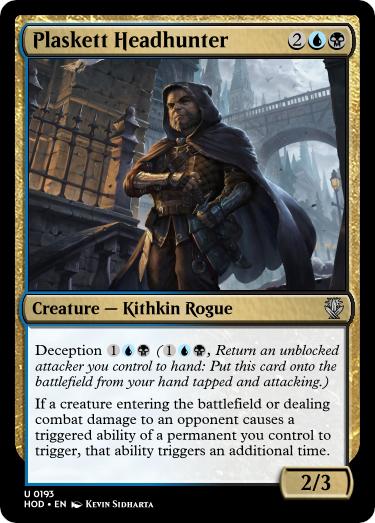 Plaskett Headhunter 2
Creature — Kithkin Rogue
Deception 1 (1, Return an unblocked
attacker you control to hand: Put this card onto the
battlefield from your hand tapped and attacking.)
If a creature entering the battlefield or dealing
combat damage to an opponent causes a
triggered ability of a permanent you control to
trigger, that ability triggers an additional time.
2/3
U 0193
HOD • EN Kevin Sidharta